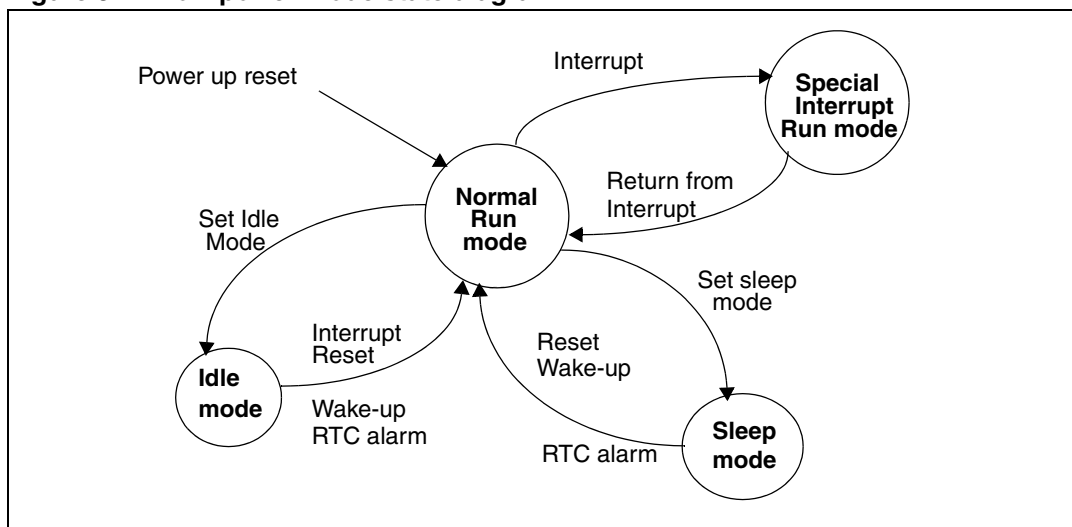 Power up reset
Interrupt
Special
Interrupt
Run mode
Normal
Run
mode
Return from
Interrupt
Set Idle
Mode
Set sleep
mode
Interrupt
Reset
Reset
Wake-up
Idle
mode
Wake-up
RTC alarm
RTC alarm
Sleep
mode